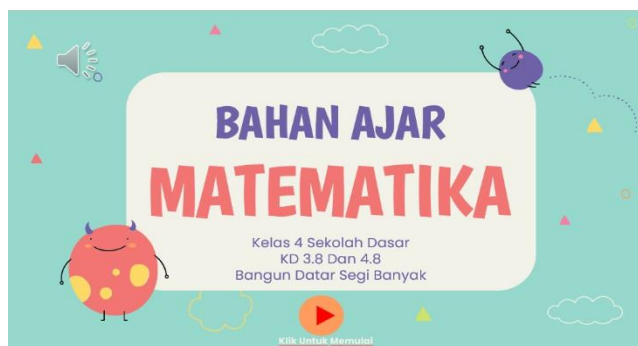 BAHAN AJAR
MATEMATIKA
Kelas 4 Sekolah Dasar
KD 3.8 Dan 4.8
Bangun Datar Segi Banyak
Klik Untuk Memulai